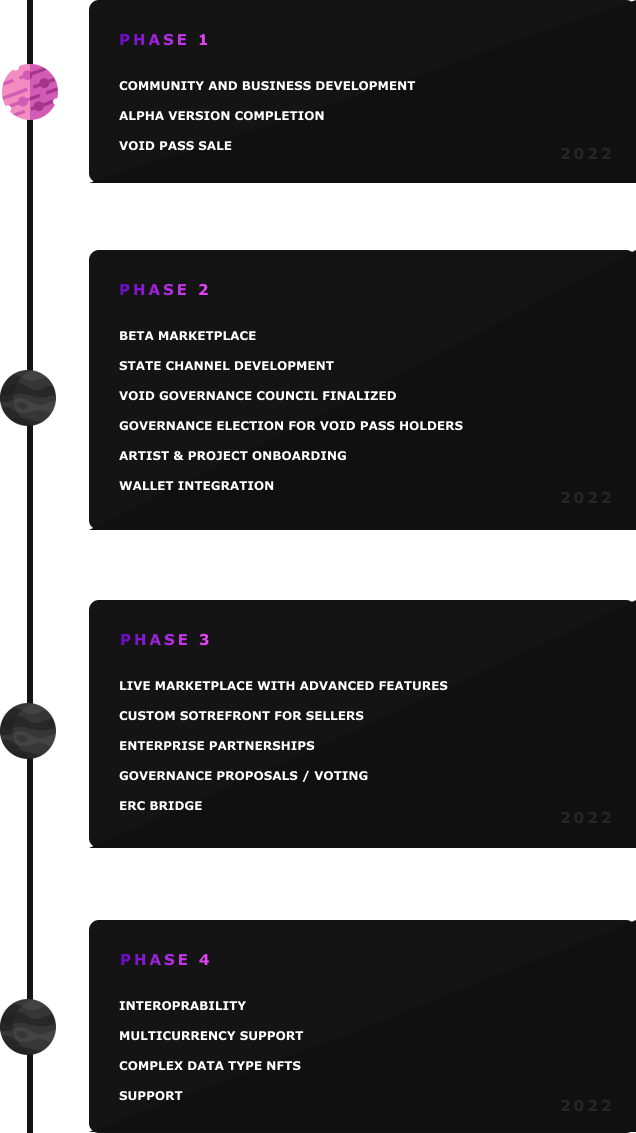 PHASE 1
COMMUNITY AND BUSINESS DEVELOPMENT
ALPHA VERSION COMPLETION
VOID PASS SALE
2022
PHASE 2
BETA MARKETPLACE
STATE CHANNEL DEVELOPMENT
VOID GOVERNANCE COUNCIL FINALIZED
GOVERNANCE ELECTION FOR VOID PASS HOLDERS
ARTIST & PROJECT ONBOARDING
WALLET INTEGRATION
2022
PHASE 3
LIVE MARKETPLACE WITH ADVANCED FEATURES
CUSTOM SOTREFRONT FOR SELLERS
ENTERPRISE PARTNERSHIPS
GOVERNANCE PROPOSALS / VOTING
ERC BRIDGE
2022
PHASE 4
INTEROPRABILITY
MULTICURRENCY SUPPORT
COMPLEX DATA TYPE NFTS
SUPPORT
2022